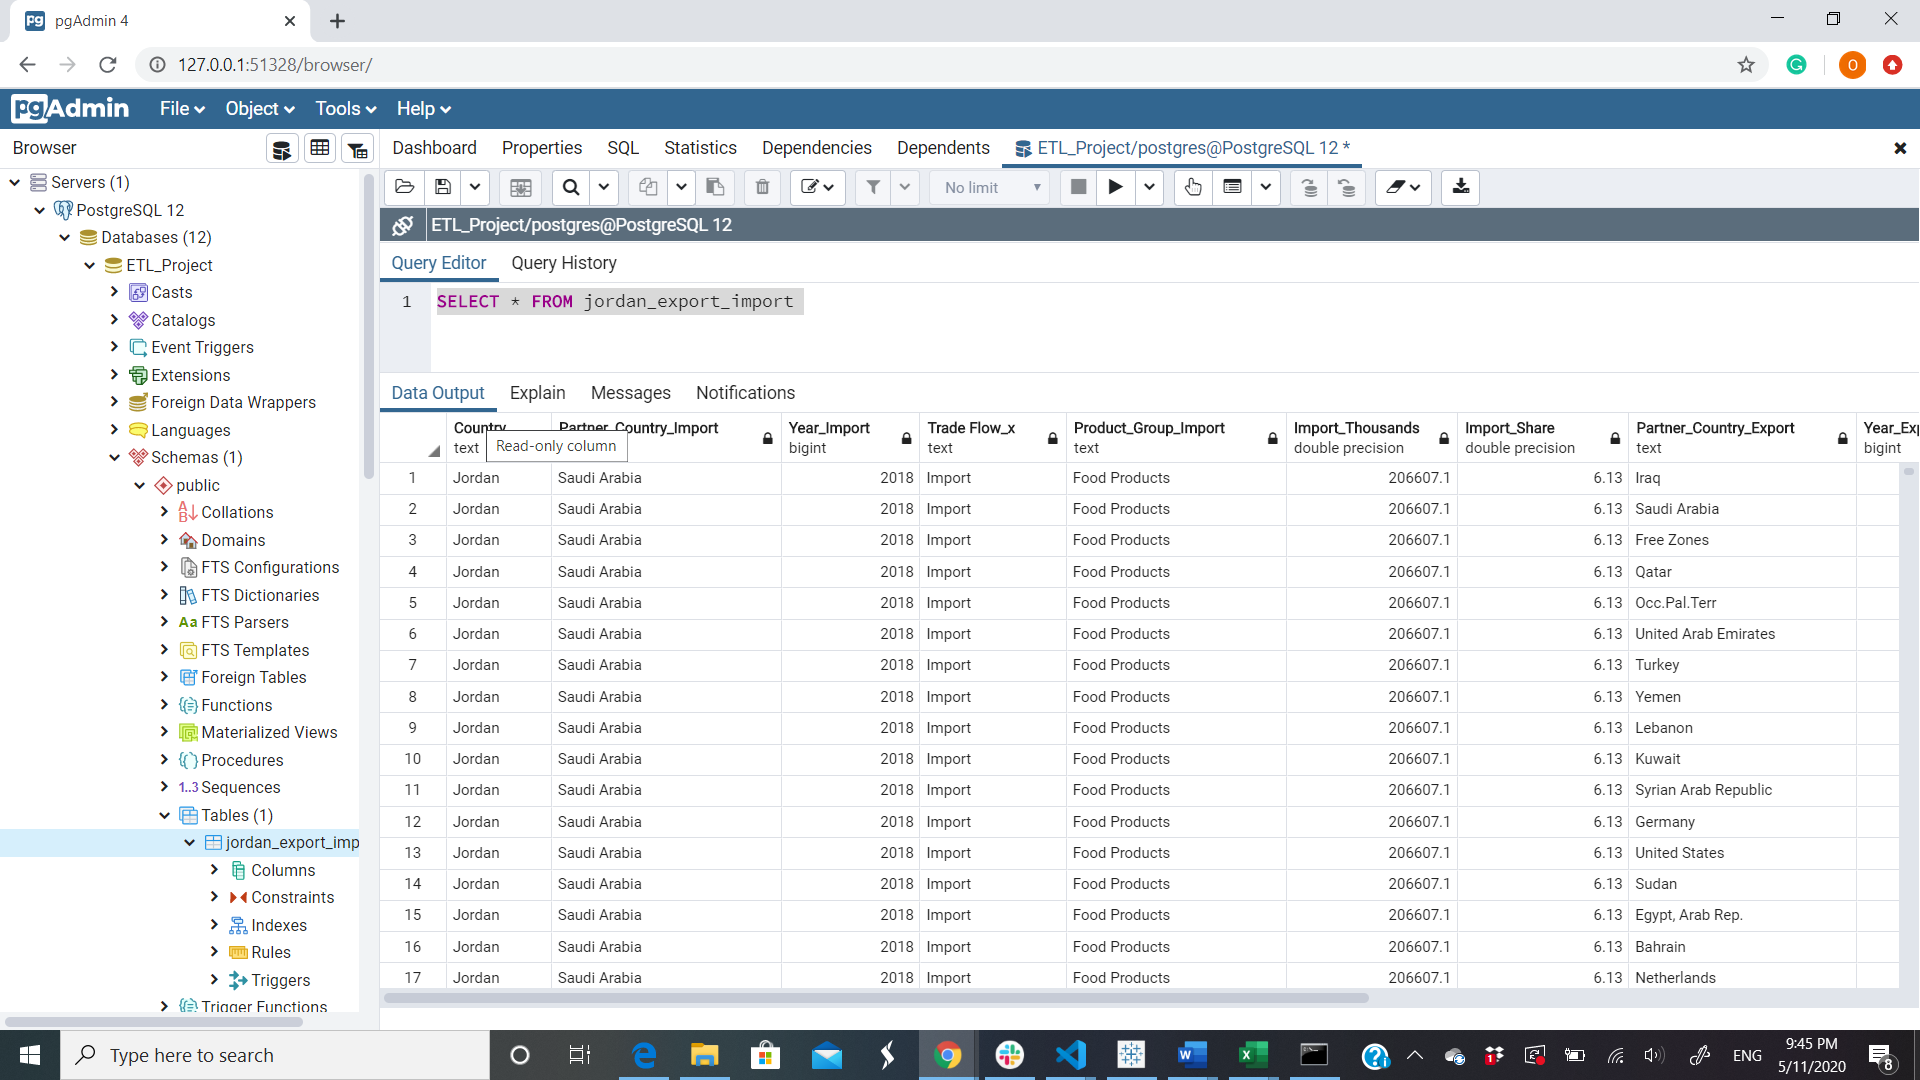 pgAdmin 4
127.0.0.1:51328/browser/
O
pgAdmin File Object Tools Help
Browser
Dashboard Properties SQL Statistics Dependencies Dependents ETL_Project/postgres@PostgreSQL 12 *
No limit
ETL_Project/postgres@PostgreSQL 12
Query Editor Query History
1 SELECT * FROM jordan_export_import
Servers (1)
PostgreSQL 12
Databases (12)
ETL_Project
Casts
Catalogs
Event Triggers
Extensions
Foreign Data Wrappers
Languages
Schemas (1)
public
Collations
Domains
FTS Configurations
FTS Dictionaries
Aa FTS Parsers
FTS Templates
Foreign Tables
Functions
Materialized Views
Procedures
1..3 Sequences
Tables (1)
jordan_export_imp
Columns
Constraints
Indexes
Rules
Triggers
Trigger Functions
Data Output Explain Messages Notifications
Country Partner_Country_Import Year_Import Trade Flow_x Product_Group_Import Import_Thousands Import_Share Partner_Country_Export Year_Exp
text Read-only column bigint text text double precision double precision text bigint
1 Jordan Saudi Arabia 2018 Import Food Products 206607.1 6.13 Iraq
2 Jordan Saudi Arabia 2018 Import Food Products 206607.1 6.13 Saudi Arabia
3 Jordan Saudi Arabia 2018 Import Food Products 206607.1 6.13 Free Zones
4 Jordan Saudi Arabia 2018 Import Food Products 206607.1 6.13 Qatar
5 Jordan Saudi Arabia 2018 Import Food Products 206607.1 6.13 Occ.Pal.Terr
6 Jordan Saudi Arabia 2018 Import Food Products 206607.1 6.13 United Arab Emirates
7 Jordan Saudi Arabia 2018 Import Food Products 206607.1 6.13 Turkey
8 Jordan Saudi Arabia 2018 Import Food Products 206607.1 6.13 Yemen
9 Jordan Saudi Arabia 2018 Import Food Products 206607.1 6.13 Lebanon
10 Jordan Saudi Arabia 2018 Import Food Products 206607.1 6.13 Kuwait
11 Jordan Saudi Arabia 2018 Import Food Products 206607.1 6.13 Syrian Arab Republic
12 Jordan Saudi Arabia 2018 Import Food Products 206607.1 6.13 Germany
13 Jordan Saudi Arabia 2018 Import Food Products 206607.1 6.13 United States
14 Jordan Saudi Arabia 2018 Import Food Products 206607.1 6.13 Sudan
15 Jordan Saudi Arabia 2018 Import Food Products 206607.1 6.13 Egypt, Arab Rep.
16 Jordan Saudi Arabia 2018 Import Food Products 206607.1 6.13 Bahrain
17 Jordan Saudi Arabia 2018 Import Food Products 206607.1 6.13 Netherlands
Type here to search
ENG
9:45 PM
5/11/2020
8